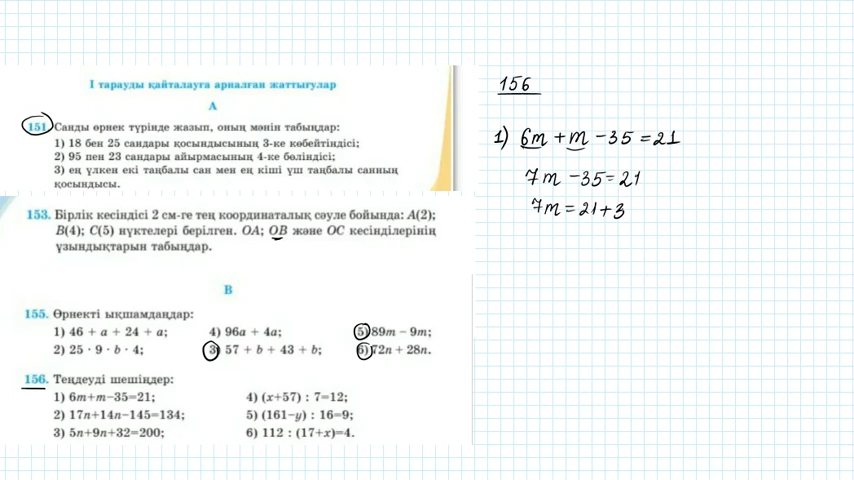 I тарауды қайталауға арналған жаттығулар
А
151. Санды өрнек түрінде жазып, оның мәнін табыңдар:
1) 18 бен 25 сандары қосындысының 3-ке көбейтіндісі;
2) 95 пен 23 сандары айырмасының 4-ке бөліндісі;
3) ең үлкен екі таңбалы сан мен ең кіші үш таңбалы санның
қосындысы.
153. Бірлік кесіндісі 2 см-ге тең координаталық сәуле бойында: A(2);
B(4); C(5) нүктелері берілген. OA; OB және OC кесінділерінің
ұзындықтарын табыңдар.
В
155. Өрнекті ықшамдаңдар:
1) 46 + a + 24 + a; 4) 96a + 4a; 5) 89m − 9m;
2) 25 · 9 · b · 4; 3) 57 + b + 43 + b; 6) 72n + 28n.
156. Теңдеуді шешіңдер:
1) 6m+m−35=21; 4) (x+57) : 7=12;
2) 17n+14n−145=134; 5) (161−y) : 16=9;
3) 5n+9n+32=200; 6) 112 : (17+x)=4.
156
1) 6m + m − 35 = 21
7m − 35 = 21
7m = 21 + 3